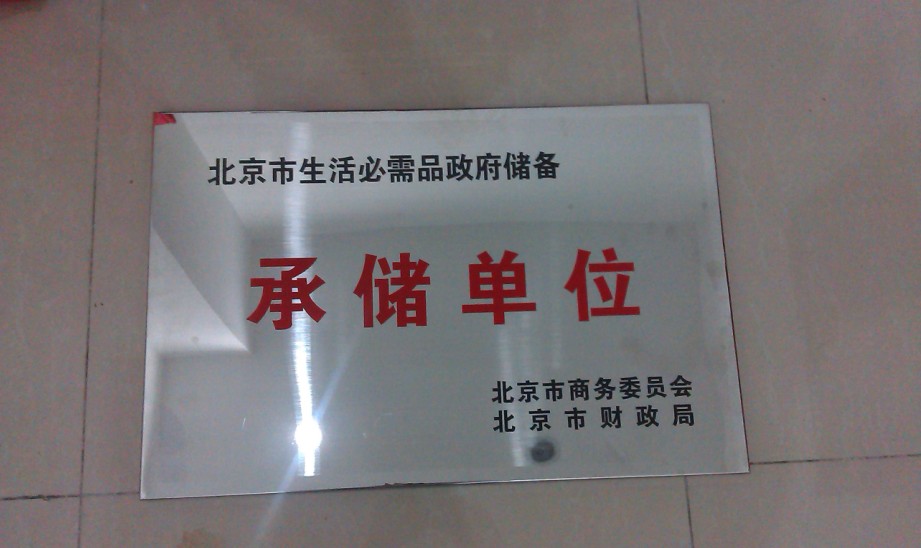 北京市生活必需品政府储备
承储单位
北京市商务委员会
北京市财政局